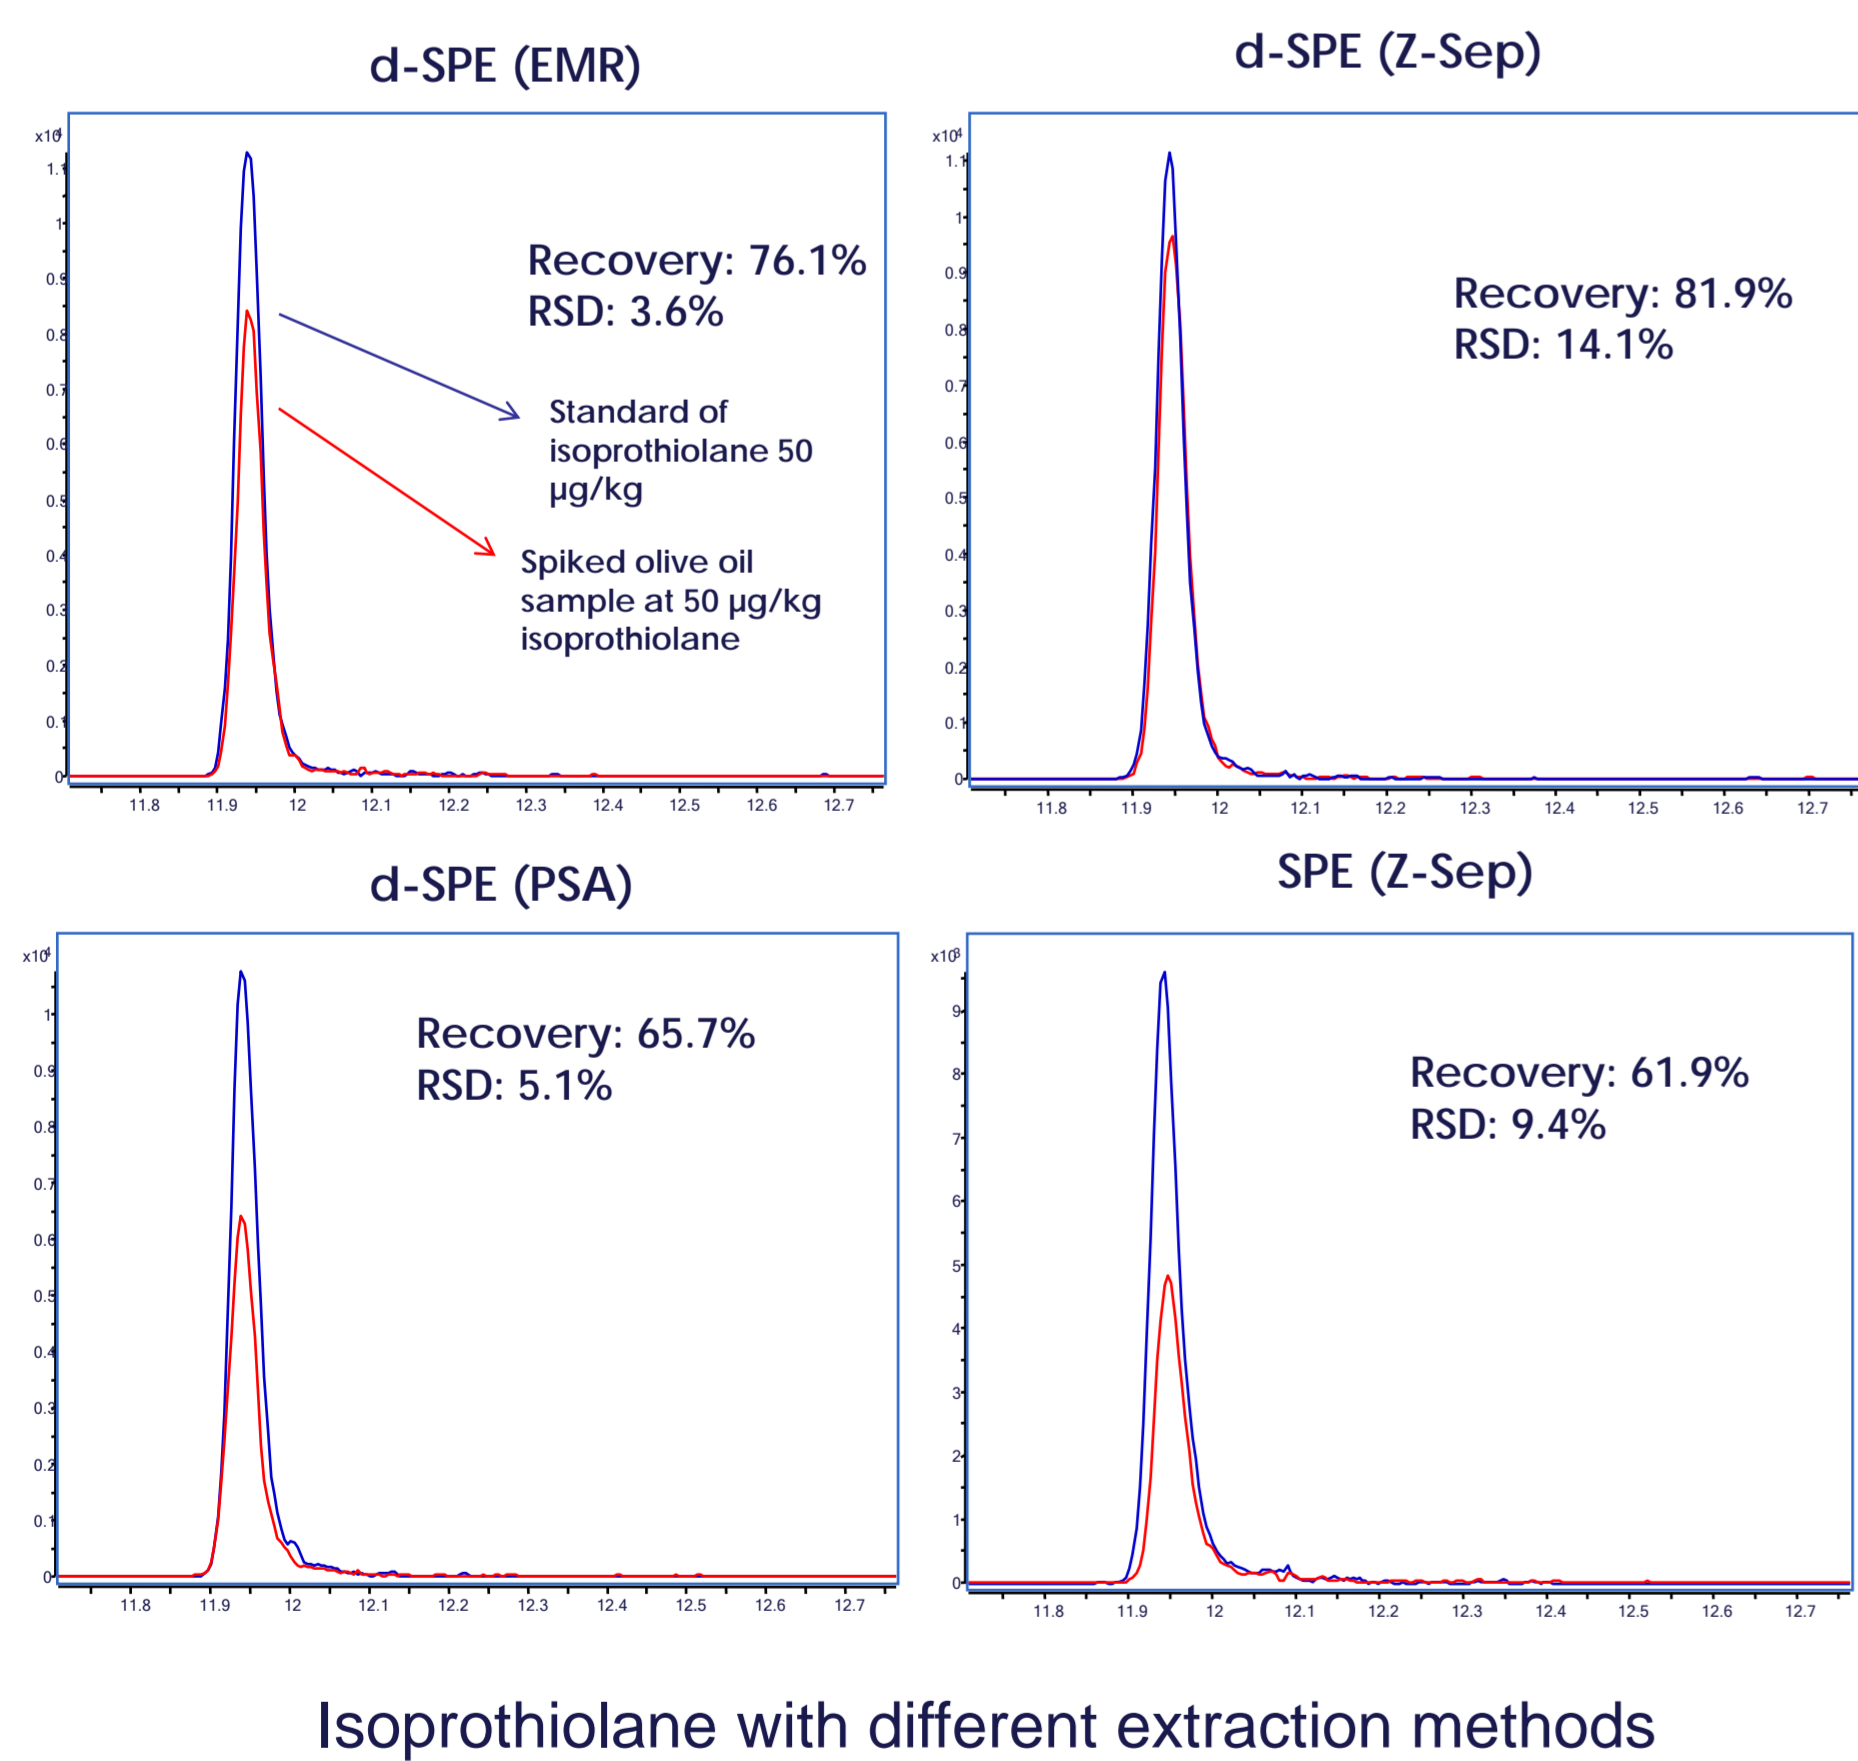 d-SPE (EMR)
x10⁴
1.1
1
0.9
0.8
0.7
0.6
0.5
0.4
0.3
0.2
0.1
0
11.8 11.9 12 12.1 12.2 12.3 12.4 12.5 12.6 12.7
Recovery: 76.1%
RSD: 3.6%
Standard of
isoprothiolane 50
µg/kg
Spiked olive oil
sample at 50 µg/kg
isoprothiolane
d-SPE (Z-Sep)
x10⁴
1.1
1
0.9
0.8
0.7
0.6
0.5
0.4
0.3
0.2
0.1
0
11.8 11.9 12 12.1 12.2 12.3 12.4 12.5 12.6 12.7
Recovery: 81.9%
RSD: 14.1%
d-SPE (PSA)
x10⁴
1
0.9
0.8
0.7
0.6
0.5
0.4
0.3
0.2
0.1
0
11.8 11.9 12 12.1 12.2 12.3 12.4 12.5 12.6 12.7
Recovery: 65.7%
RSD: 5.1%
SPE (Z-Sep)
x10³
9
8
7
6
5
4
3
2
1
0
11.8 11.9 12 12.1 12.2 12.3 12.4 12.5 12.6 12.7
Recovery: 61.9%
RSD: 9.4%
Isoprothiolane with different extraction methods